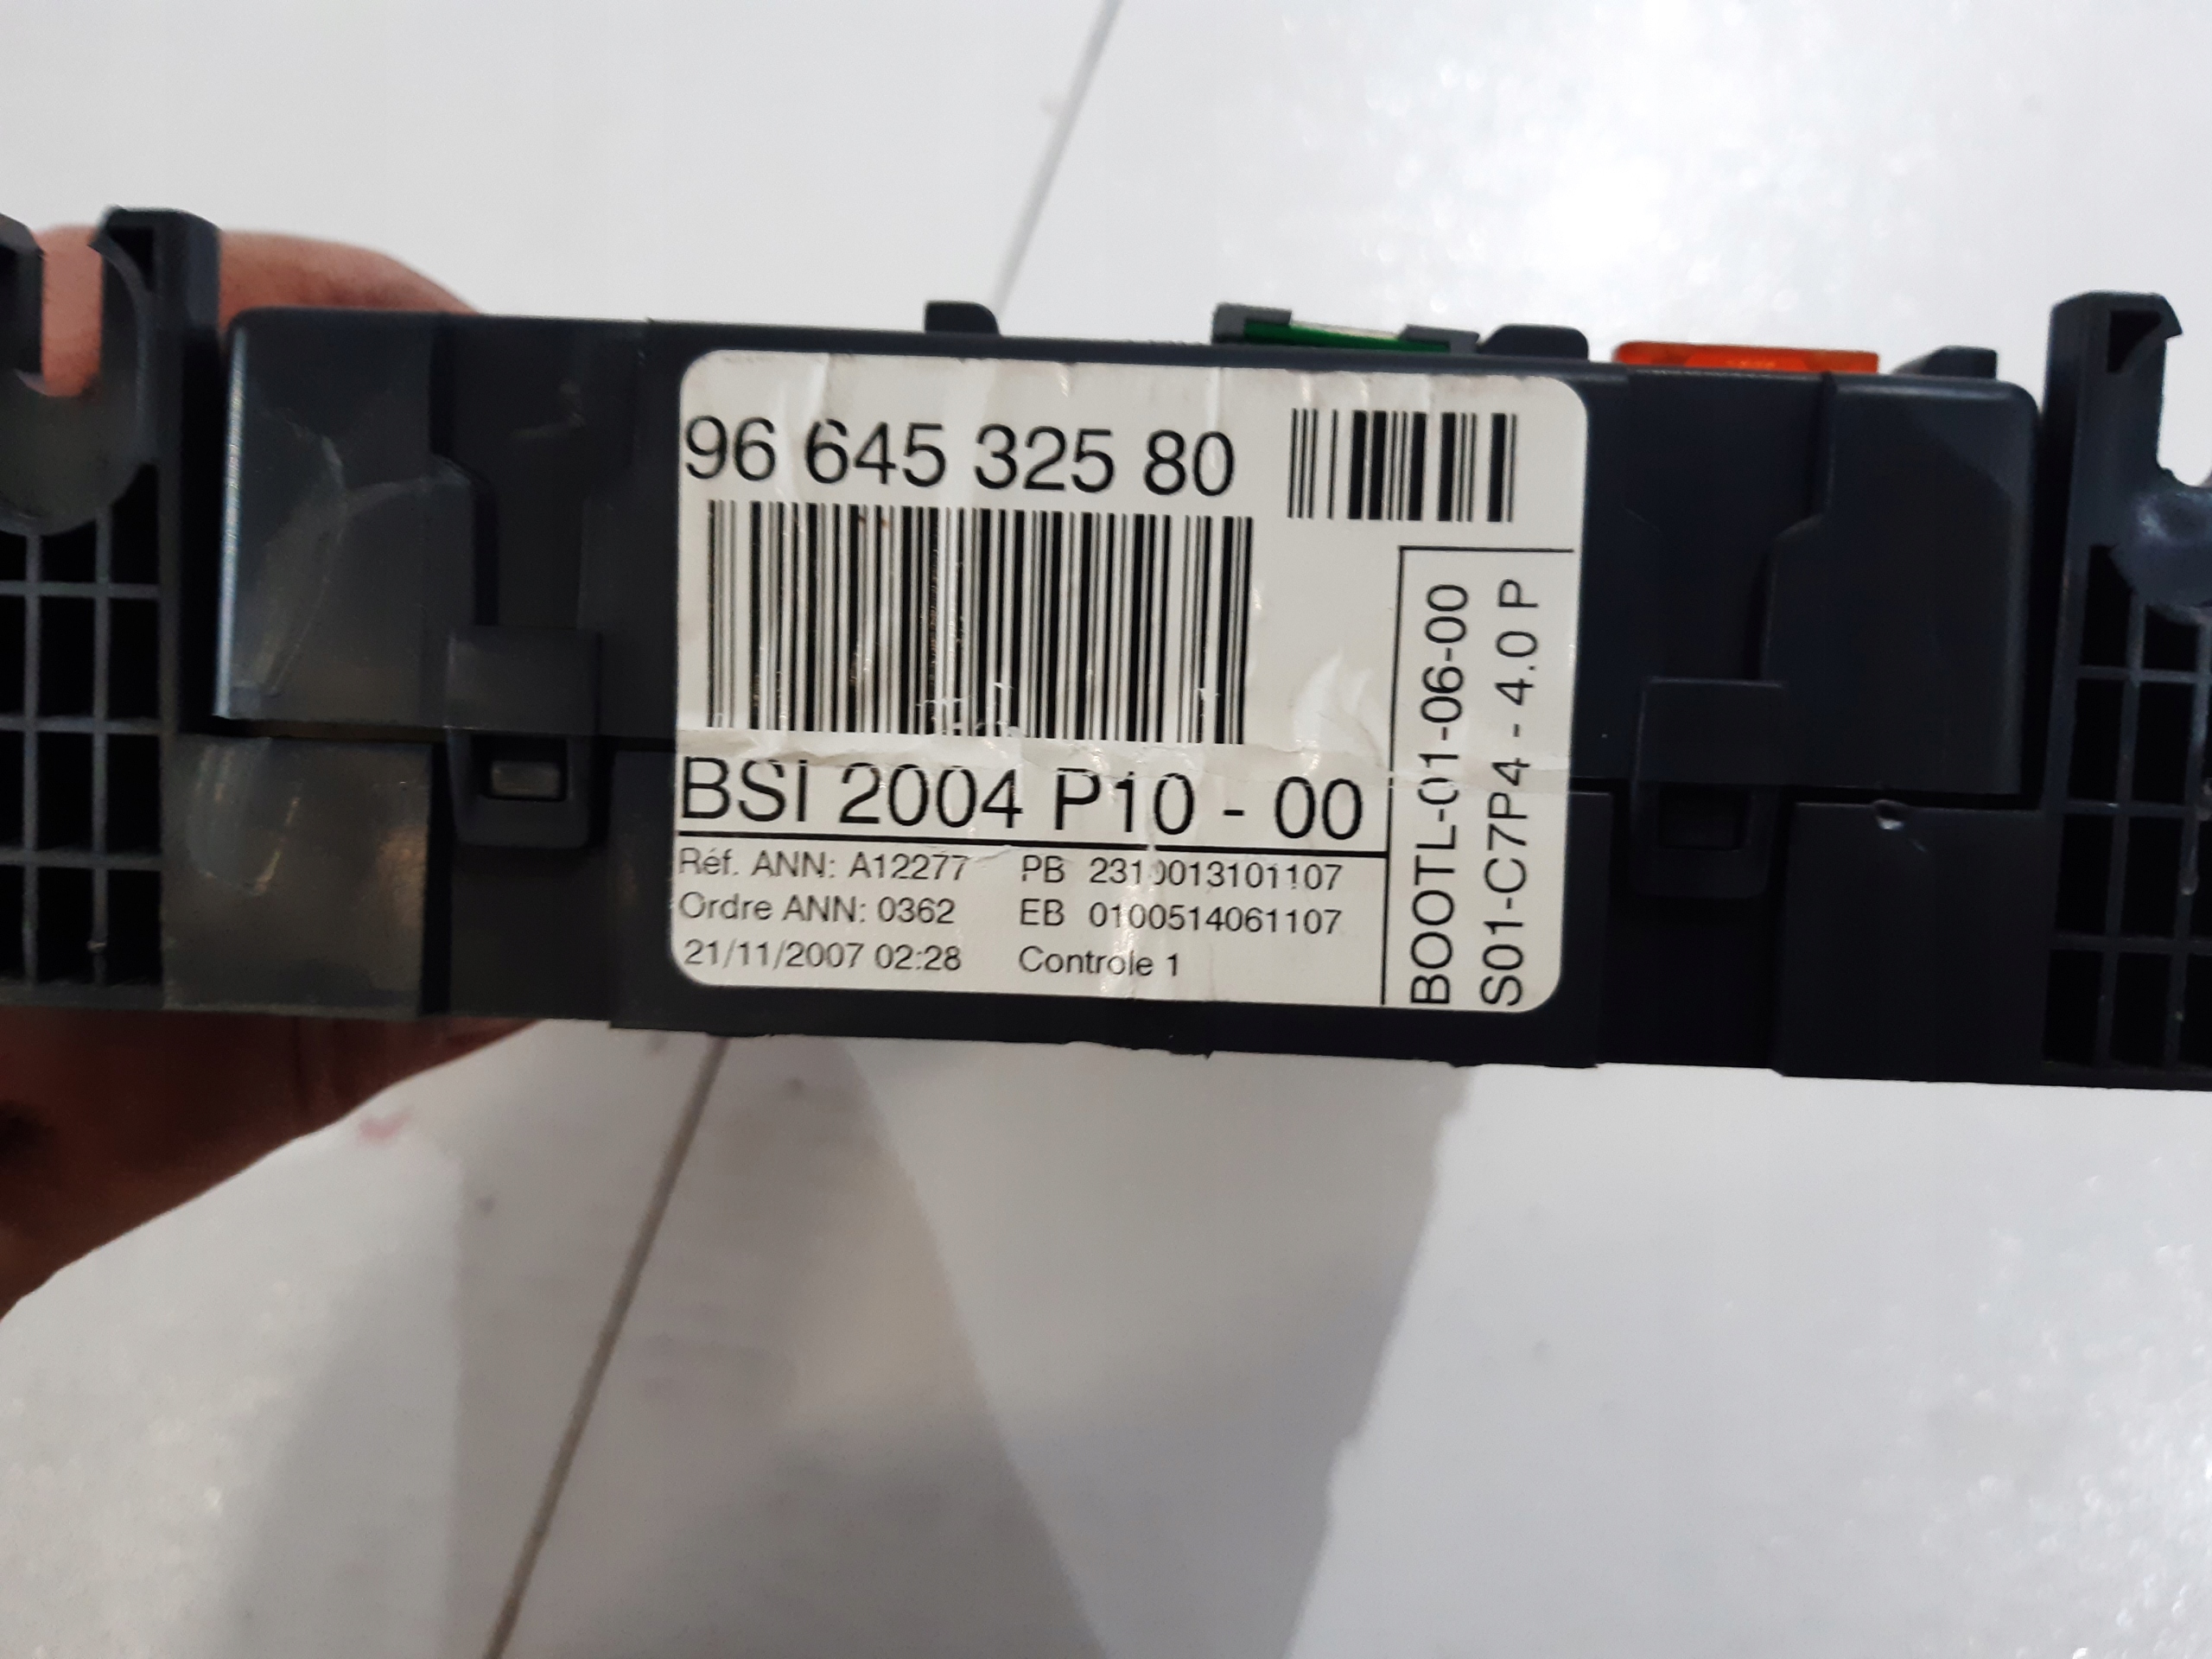 96 645 325 80
BSI 2004 P10 - 00
Réf. ANN: A12277 PB
Ordre ANN: 0362 EB 0100514061107
21/11/2007 02:28 Controle 1
BOOTL-01-06-00
S01-C7P4 - 4.0 P